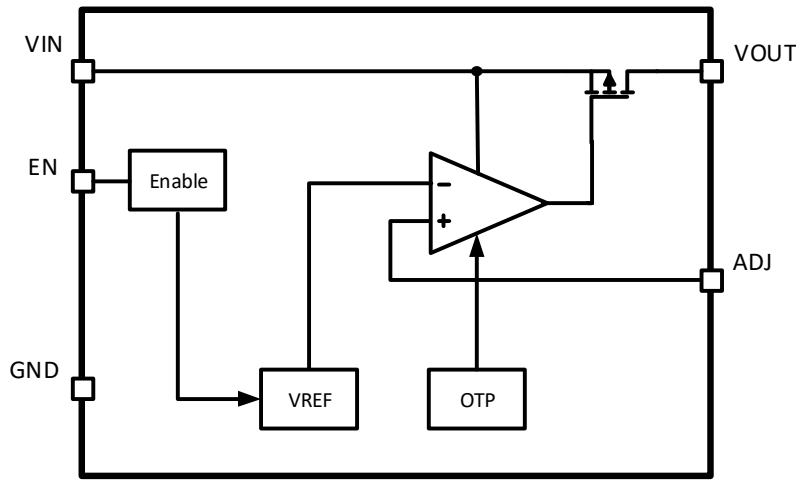 VIN
VOUT
EN
Enable
-
+
ADJ
GND
VREF
OTP